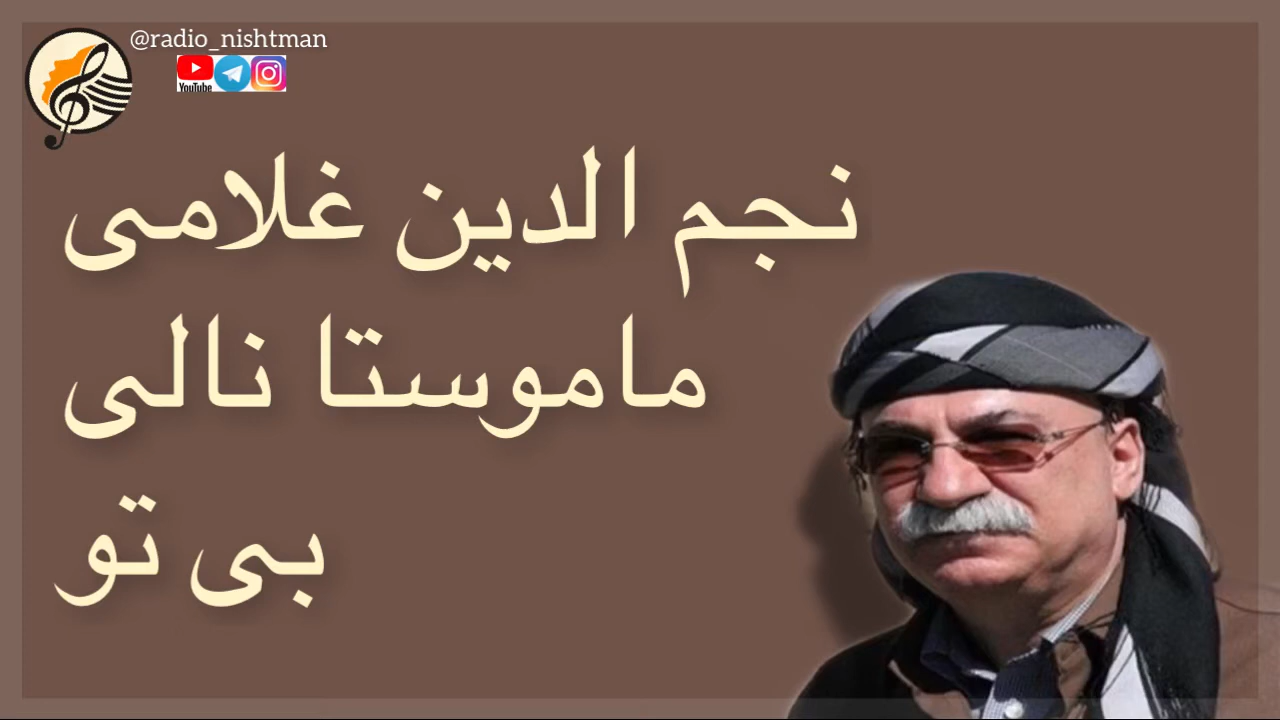 @radio_nishtman
YouTube
نجم الدین غلامی
ماموستا نالی
بی تو